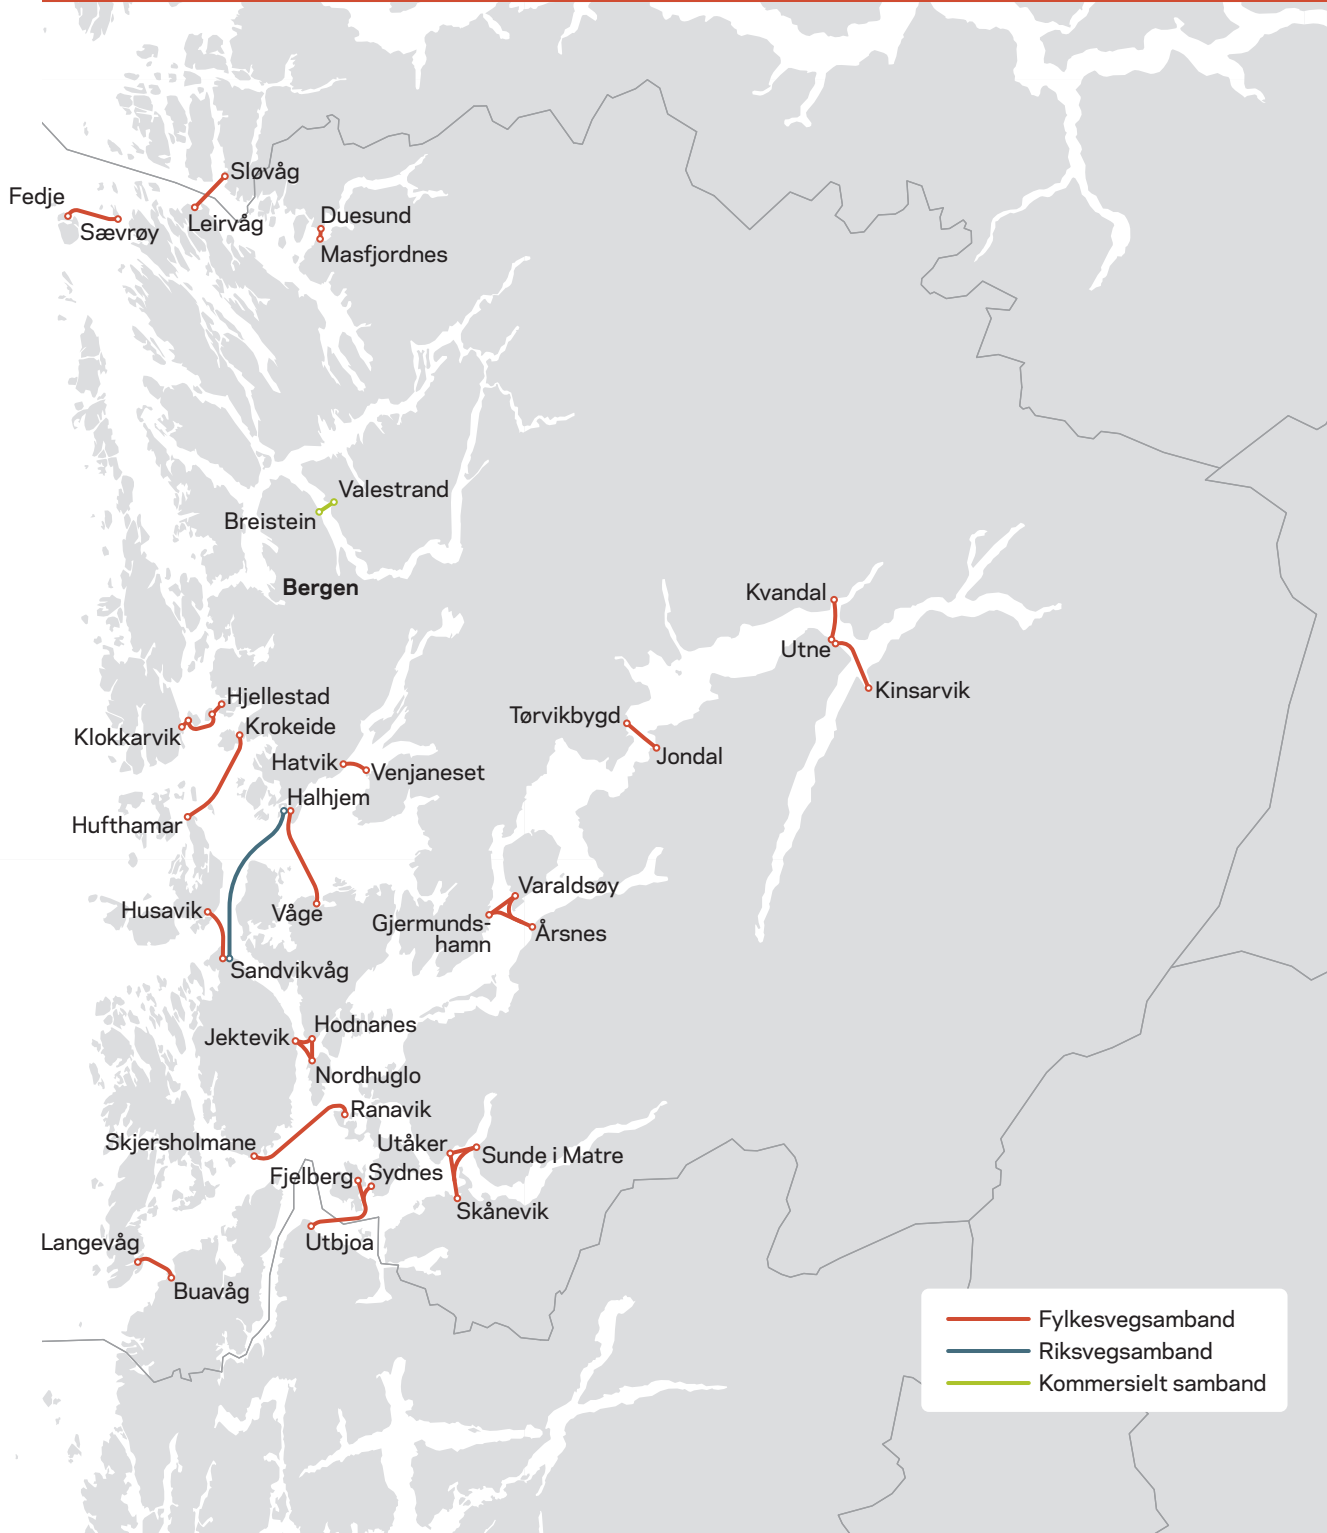 Sløvåg
Fedje
Leirvåg
Sævrøy
Duesund
Masfjordnes
Valestrand
Breistein
Bergen
Kvandal
Utne
Kinsarvik
Hjellestad
Klokkarvik
Krokeide
Tørvikbygd
Jondal
Hatvik
Venjaneset
Halhjem
Hufthamar
Varaldsøy
Husavik
Våge
Gjermunds-
hamn
Årsnes
Sandvikvåg
Hodnanes
Jektevik
Nordhuglo
Ranavik
Skjersholmane
Utåker
Sunde i Matre
Fjelberg
Sydnes
Skånevik
Utbjoa
Langevåg
Buavåg
Fylkesvegsamband
Riksvegsamband
Kommersielt samband